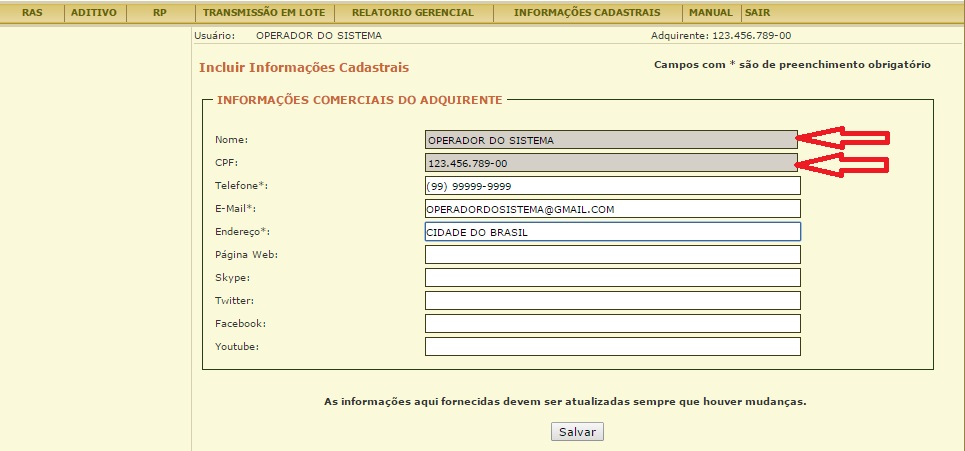 RAS ADITIVO RP TRANSMISSÃO EM LOTE RELATORIO GERENCIAL INFORMAÇÕES CADASTRAIS MANUAL SAIR
Usuário: OPERADOR DO SISTEMA Adquirente: 123.456.789-00
Incluir Informações Cadastrais Campos com * são de preenchimento obrigatório
INFORMAÇÕES COMERCIAIS DO ADQUIRENTE
Nome: OPERADOR DO SISTEMA
CPF: 123.456.789-00
Telefone*: (99) 99999-9999
E-Mail*: OPERADORDOSISTEMA@GMAIL.COM
Endereço*: CIDADE DO BRASIL
Página Web:
Skype:
Twitter:
Facebook:
Youtube:
As informações aqui fornecidas devem ser atualizadas sempre que houver mudanças.
Salvar